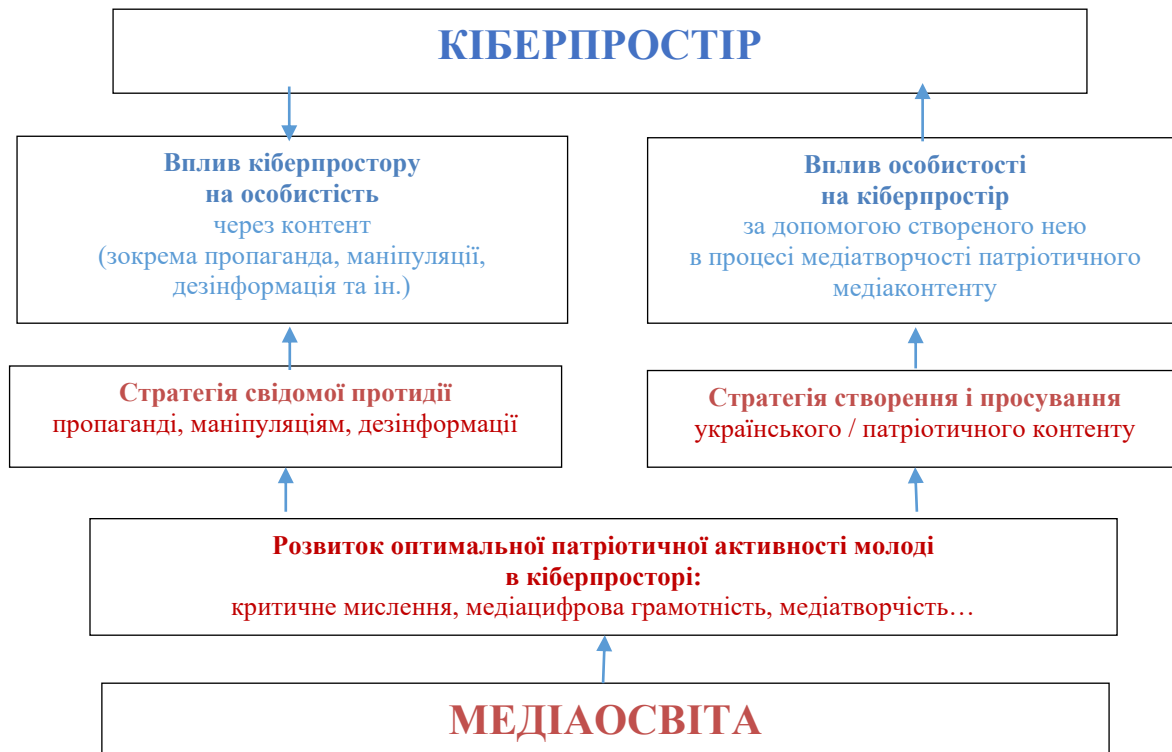 КІБЕРПРОСТІР
Вплив кіберпростору
на особистість
через контент
(зокрема пропаганда, маніпуляції,
дезінформація та ін.)
Вплив особистості
на кіберпростір
за допомогою створеного нею
в процесі медіатворчості патріотичного
медіаконтенту
Стратегія свідомої протидії
пропаганді, маніпуляціям, дезінформації
Стратегія створення і просування
українського / патріотичного контенту
Розвиток оптимальної патріотичної активності молоді
в кіберпросторі:
критичне мислення, медіацифрова грамотність, медіатворчість…
МЕДІАОСВІТА